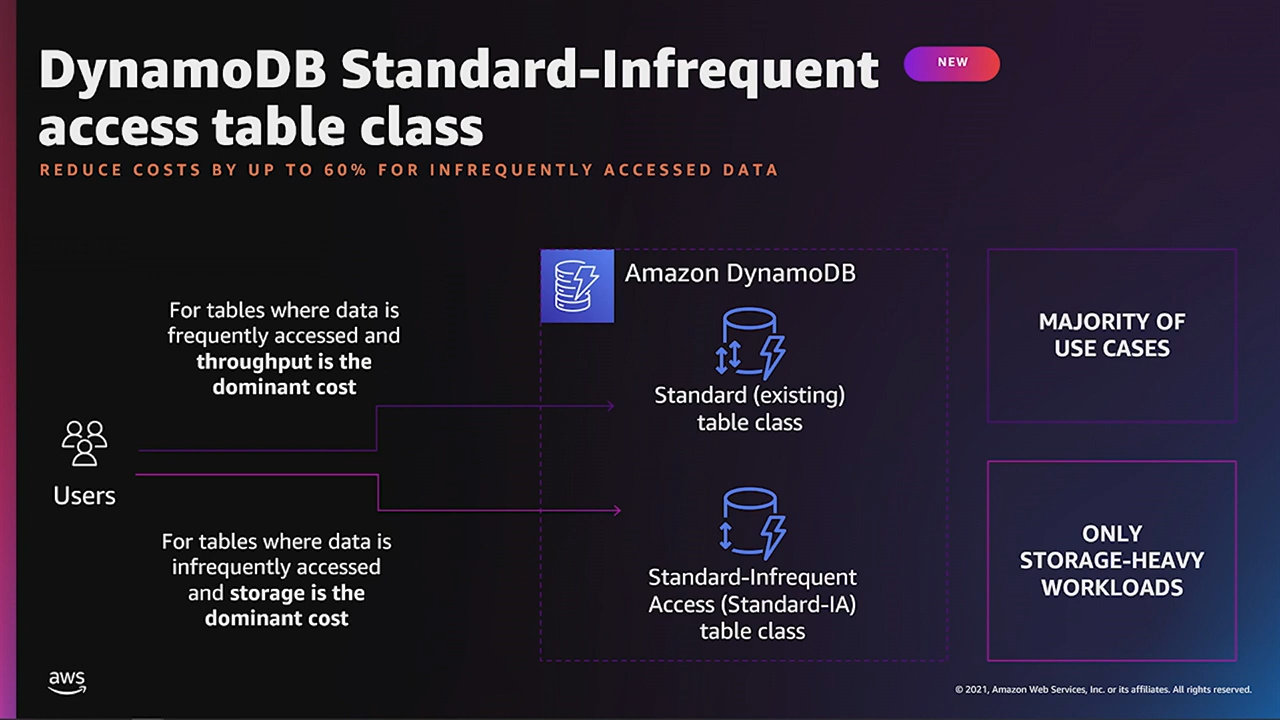 DynamoDB Standard-Infrequent
access table class
NEW
REDUCE COSTS BY UP TO 60% FOR INFREQUENTLY ACCESSED DATA
For tables where data is
frequently accessed and
throughput is the
dominant cost
Users
For tables where data is
infrequently accessed
and storage is the
dominant cost
Amazon DynamoDB
Standard (existing)
table class
Standard-Infrequent
Access (Standard-IA)
table class
MAJORITY OF
USE CASES
ONLY
STORAGE-HEAVY
WORKLOADS
aws
© 2021, Amazon Web Services, Inc. or its affiliates. All rights reserved.